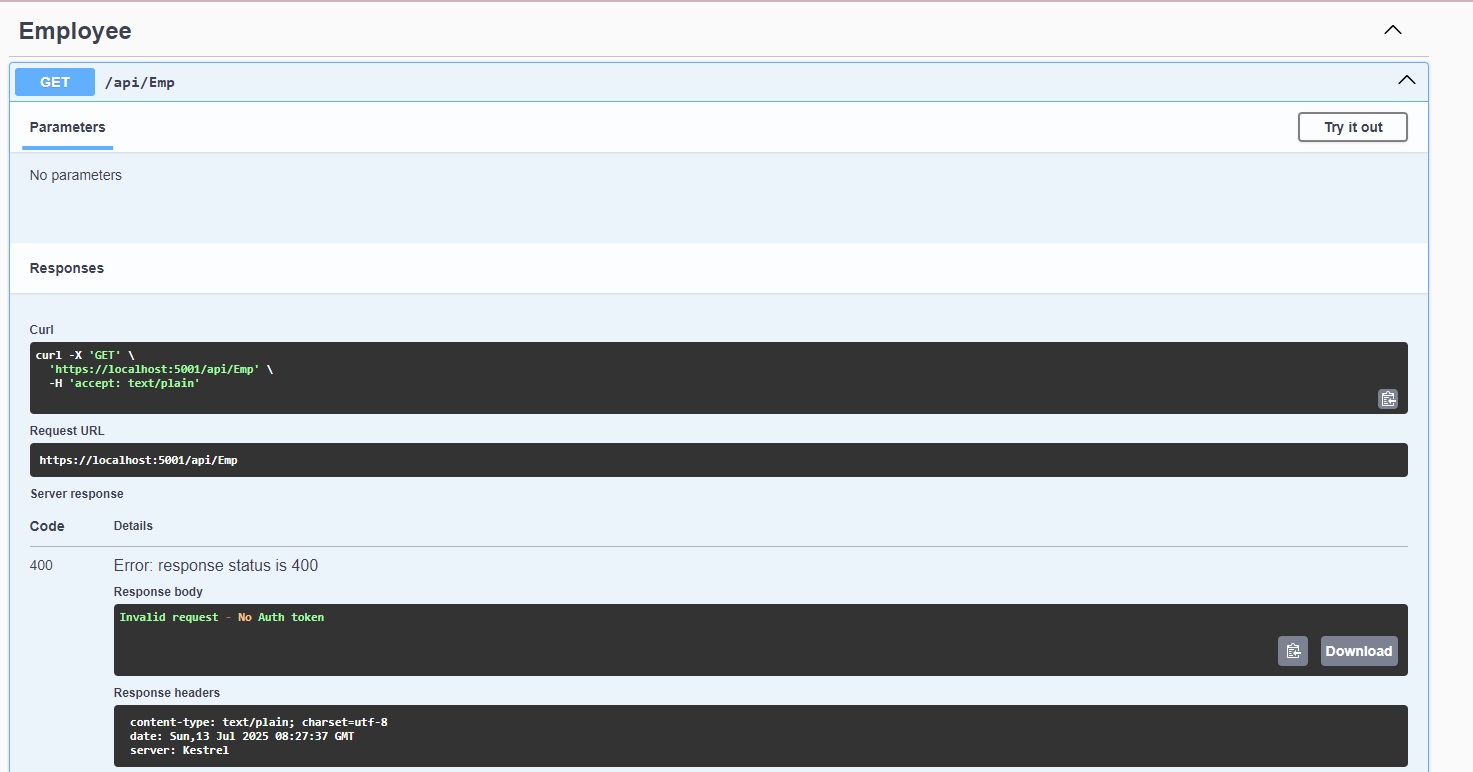 Employee
GET /api/Emp
Parameters
Try it out
No parameters
Responses
Curl
curl -X 'GET' \
'https://localhost:5001/api/Emp' \
-H 'accept: text/plain'
Request URL
https://localhost:5001/api/Emp
Server response
Code Details
400 Error: response status is 400
Response body
Invalid request - No Auth token
Download
Response headers
content-type: text/plain; charset=utf-8
date: Sun,13 Jul 2025 08:27:37 GMT
server: Kestrel